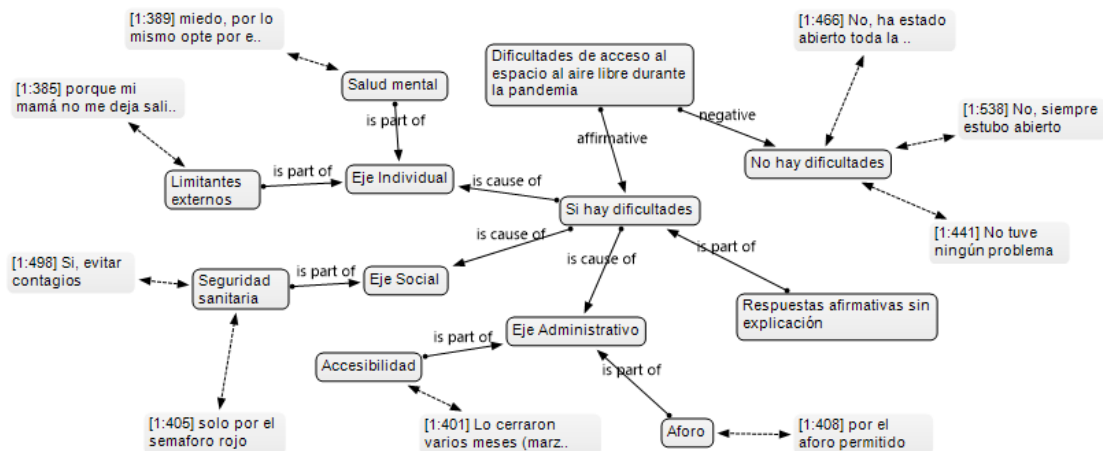 [1:389] miedo, por lo
mismo opte por e..
[1:466] No, ha estado
abierto toda la ..
Dificultades de acceso al
espacio al aire libre durante
la pandemia
Salud mental
[1:385] porque mi
mamá no me deja sali..
is part of
negative
[1:538] No, siempre
estubo abierto
affirmative
No hay dificultades
is part of
Limitantes
externos
Eje Individual
is cause of
Si hay dificultades
[1:441] No tuve
ningún problema
is cause of
is part of
[1:498] Si, evitar
contagios
Seguridad
sanitaria
is part of
Eje Social
is cause of
Respuestas afirmativas sin
explicación
Eje Administrativo
is part of
Accesibilidad
is part of
[1:405] solo por el
semaforo rojo
[1:401] Lo cerraron
varios meses (marz..
Aforo
[1:408] por el
aforo permitido